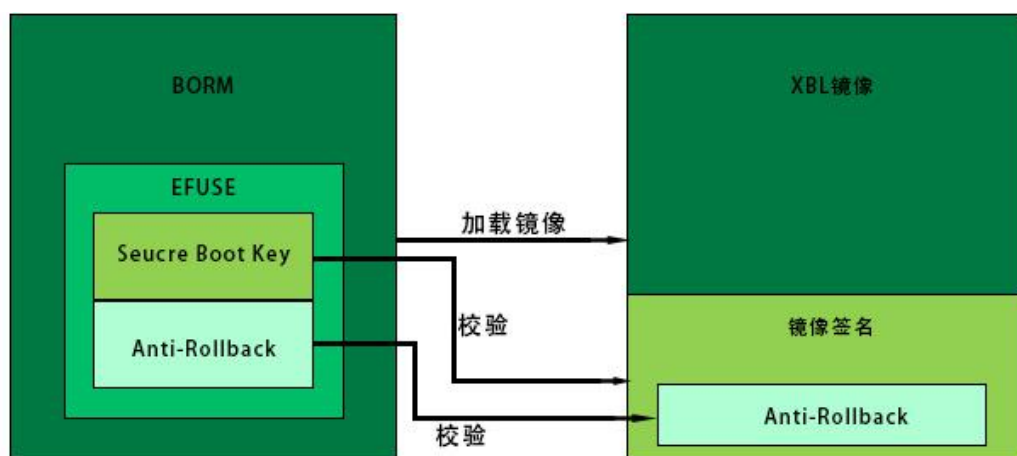 BORM
EFUSE
Seucre Boot Key
Anti-Rollback
加载镜像
校验
校验
XBL镜像
镜像签名
Anti-Rollback